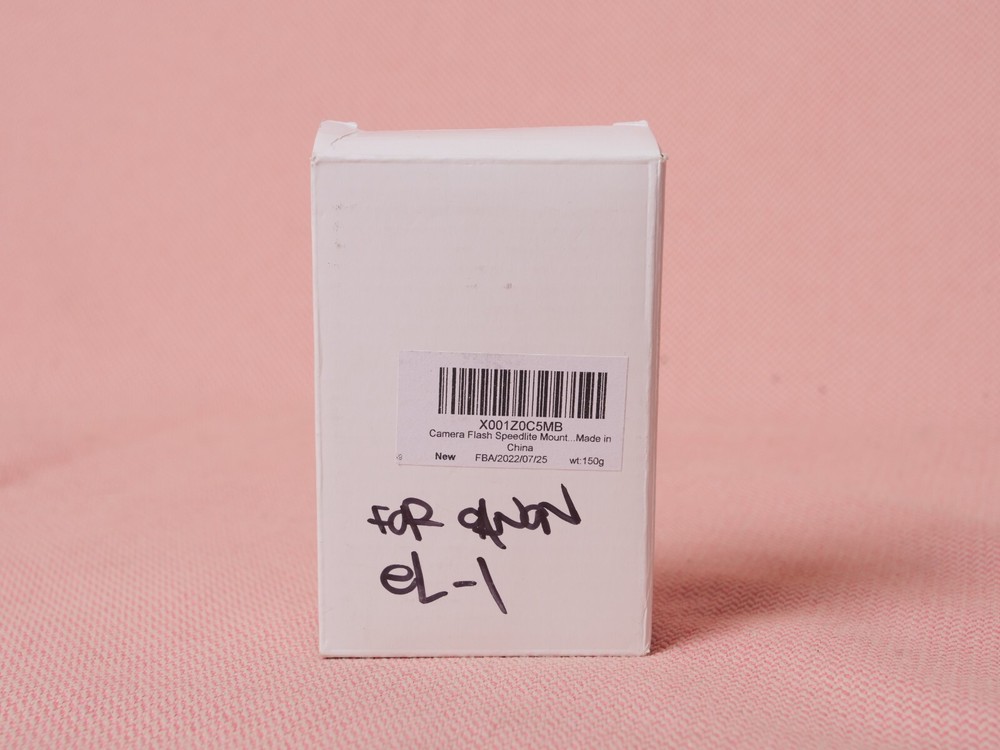 X001Z0C5MB
Camera Flash Speedlite Mount...Made in
China
New FBA/2022/07/25 wt:150g
FOR CANON
eL-1